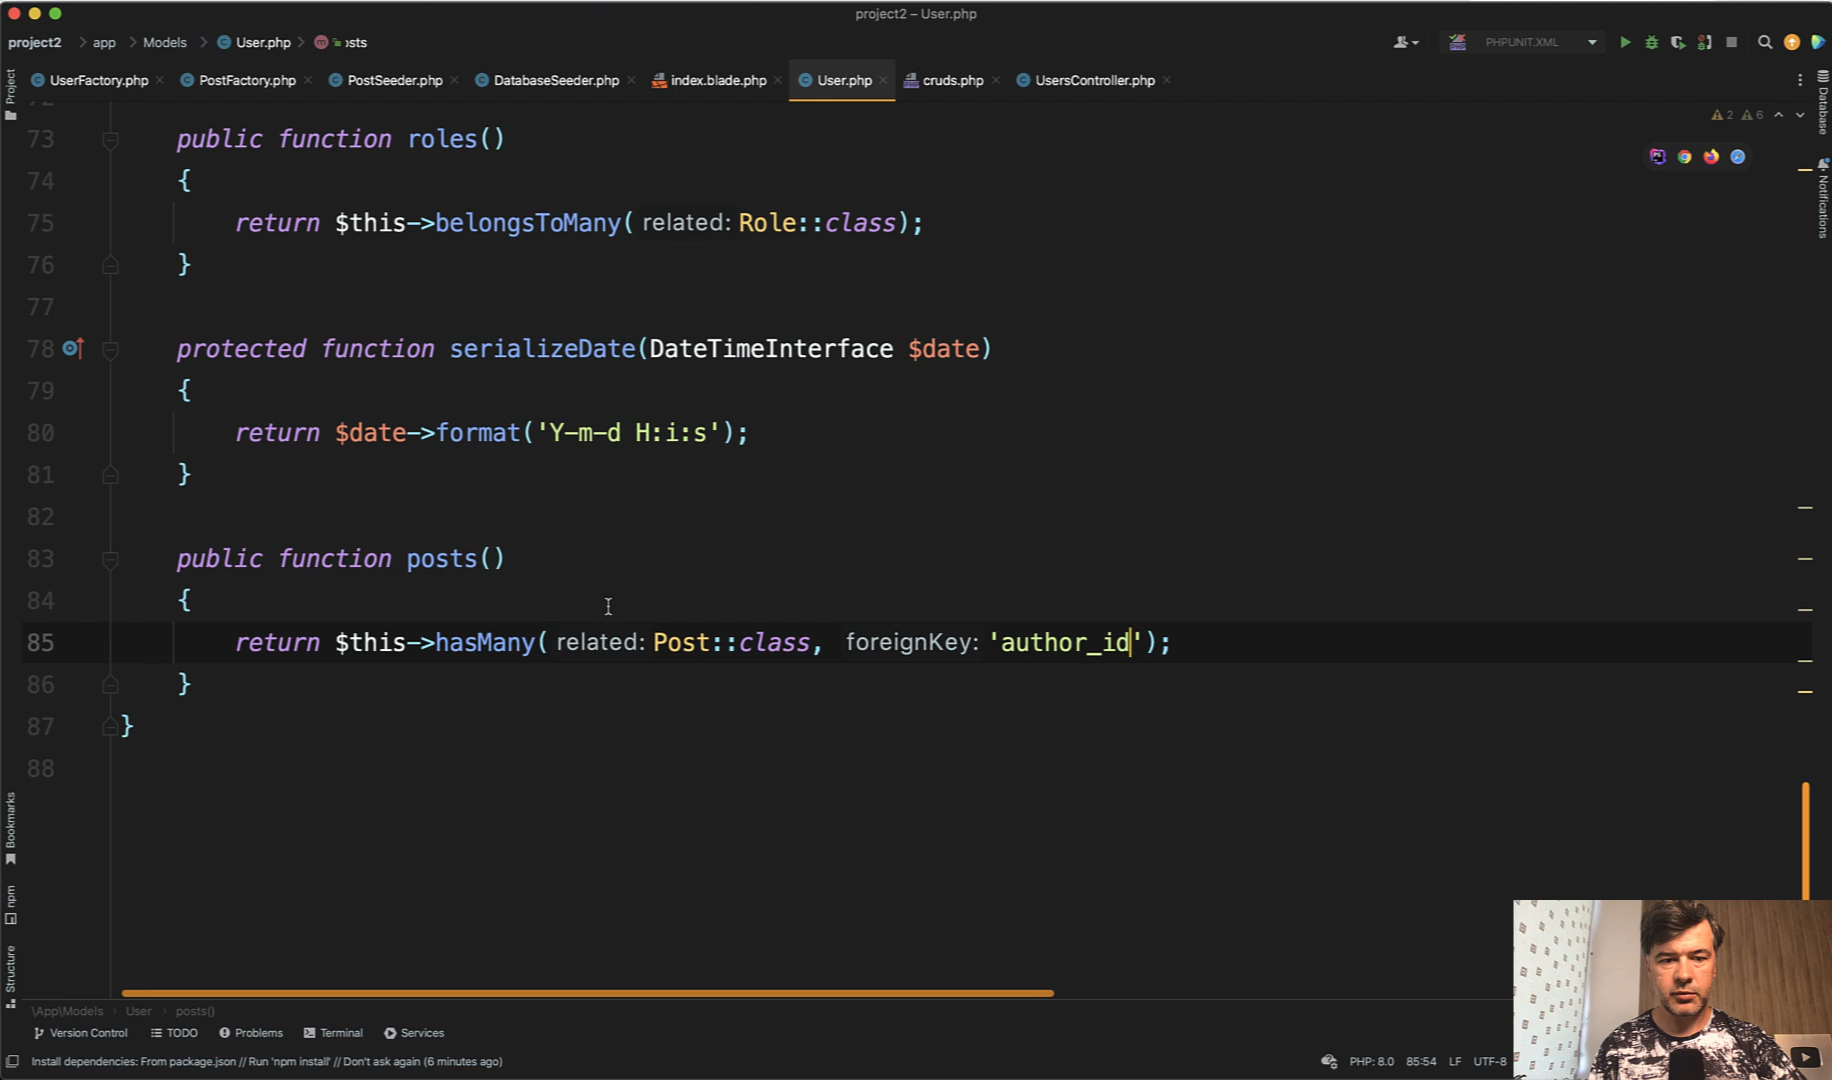 project2 – User.php
project2 > app > Models > User.php >
PHPUNIT.XML
UserFactory.php PostFactory.php PostSeeder.php DatabaseSeeder.php index.blade.php User.php cruds.php UsersController.php
Project
Database
Notifications
2 6
73 public function roles()
74 {
75 return $this->belongsToMany( related: Role::class);
76 }
77
78 protected function serializeDate(DateTimeInterface $date)
79 {
80 return $date->format('Y-m-d H:i:s');
81 }
82
83 public function posts()
84 {
85 return $this->hasMany( related: Post::class, foreignKey: 'author_id');
86 }
87 }
88
Bookmarks
npm
Structure
\App\Models > User > posts()
Version Control TODO Problems Terminal Services
Install dependencies: From package.json // Run 'npm install' // Don't ask again (6 minutes ago)
PHP: 8.0 85:54 LF UTF-8